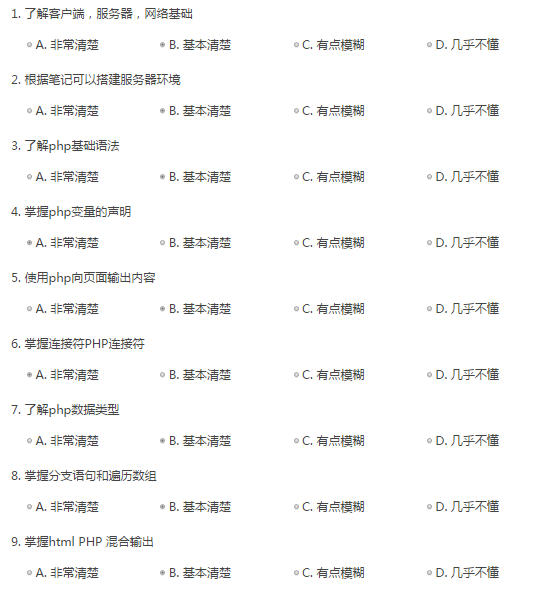 1. 了解客户端，服务器，网络基础
A. 非常清楚 B. 基本清楚 C. 有点模糊 D. 几乎不懂
2. 根据笔记可以搭建服务器环境
A. 非常清楚 B. 基本清楚 C. 有点模糊 D. 几乎不懂
3. 了解php基础语法
A. 非常清楚 B. 基本清楚 C. 有点模糊 D. 几乎不懂
4. 掌握php变量的声明
A. 非常清楚 B. 基本清楚 C. 有点模糊 D. 几乎不懂
5. 使用php向页面输出内容
A. 非常清楚 B. 基本清楚 C. 有点模糊 D. 几乎不懂
6. 掌握连接符PHP连接符
A. 非常清楚 B. 基本清楚 C. 有点模糊 D. 几乎不懂
7. 了解php数据类型
A. 非常清楚 B. 基本清楚 C. 有点模糊 D. 几乎不懂
8. 掌握分支语句和遍历数组
A. 非常清楚 B. 基本清楚 C. 有点模糊 D. 几乎不懂
9. 掌握html PHP 混合输出
A. 非常清楚 B. 基本清楚 C. 有点模糊 D. 几乎不懂